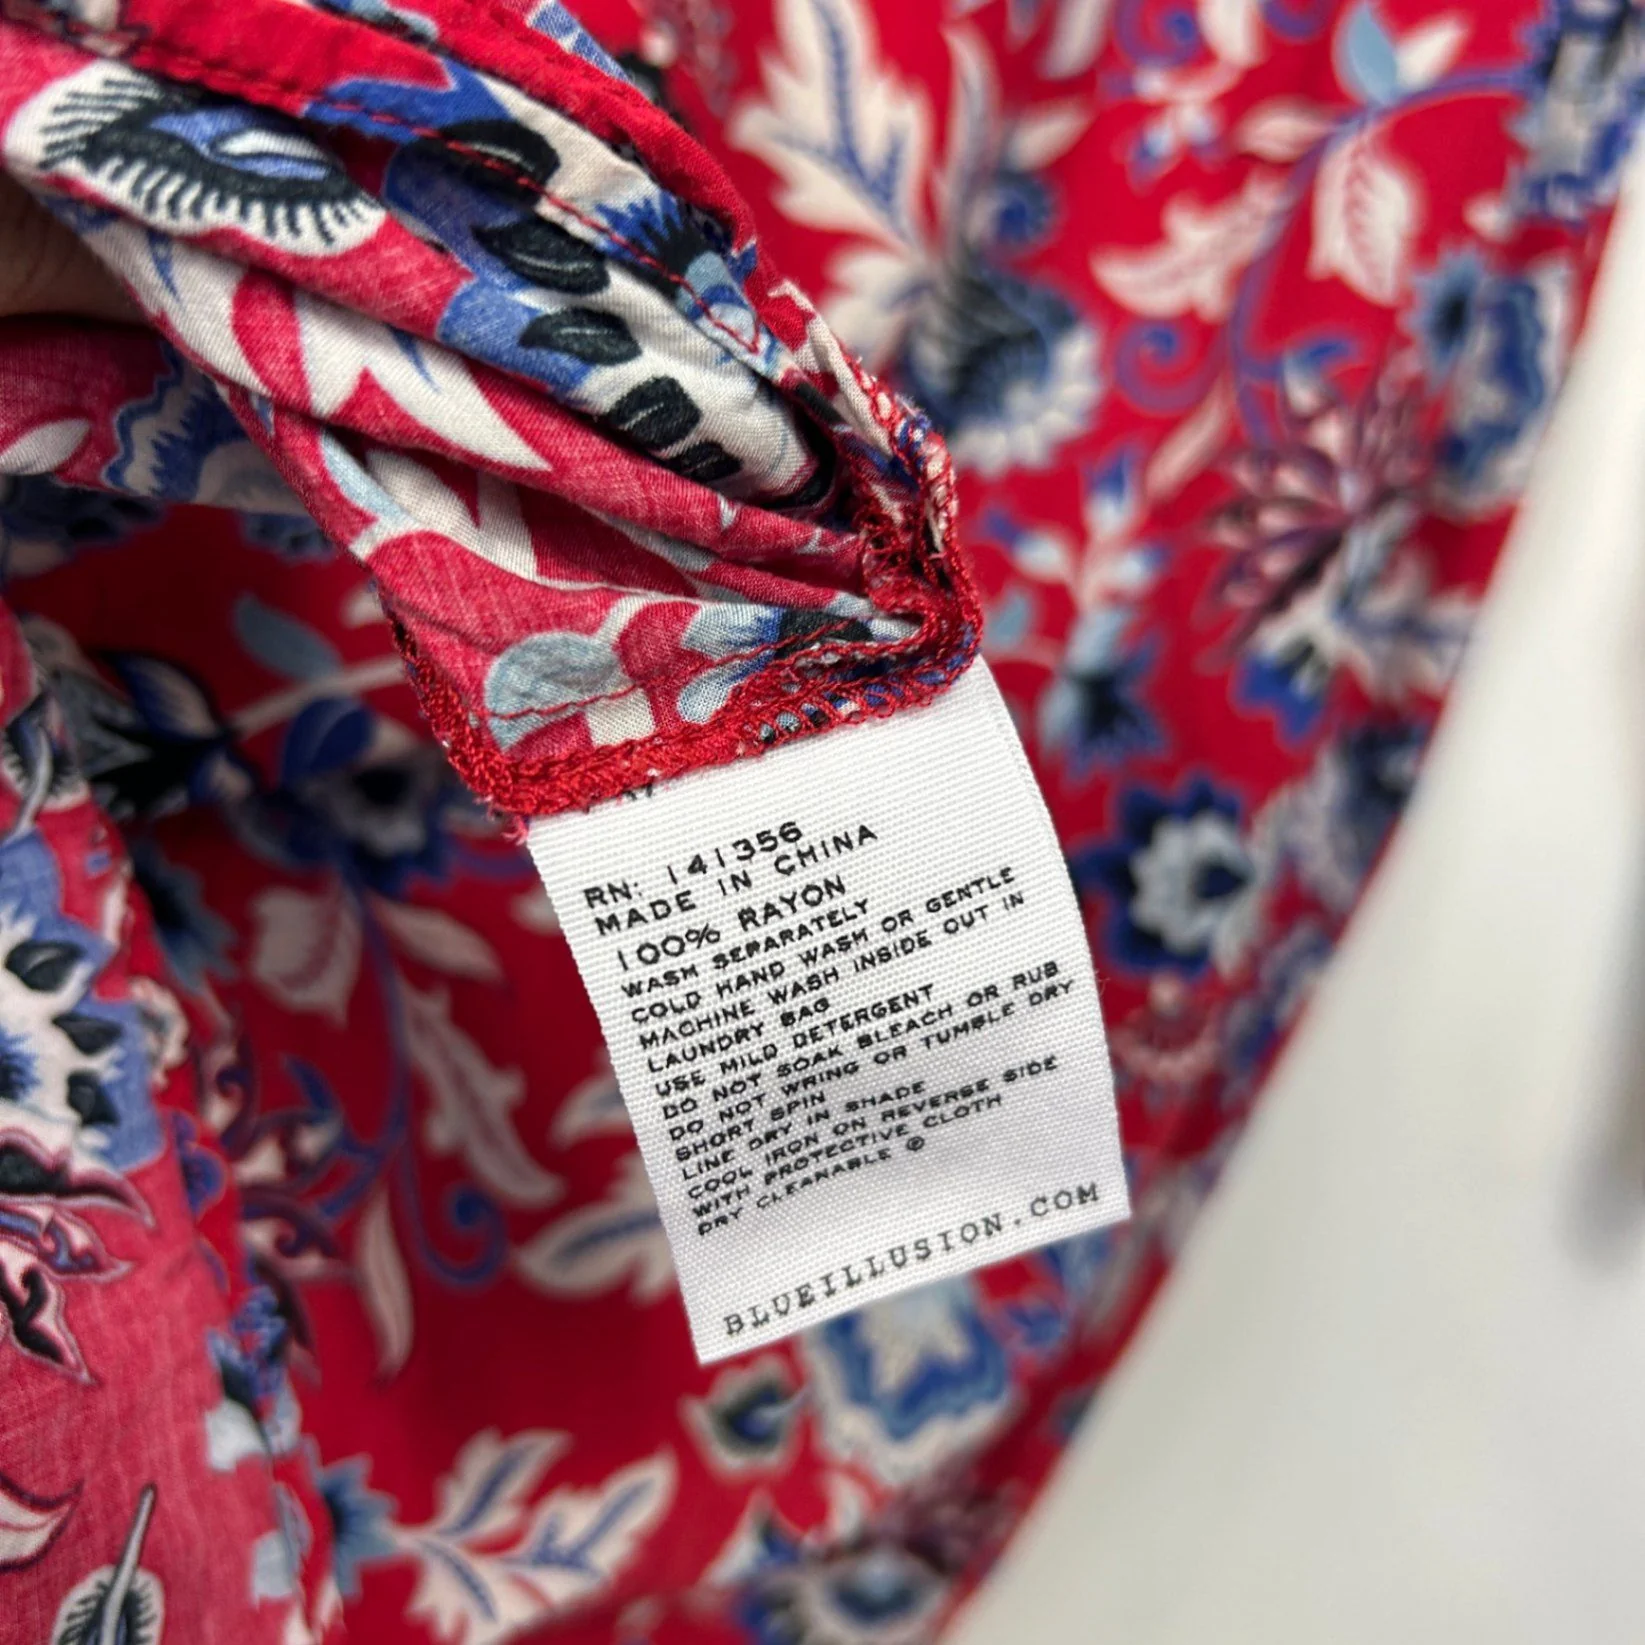 RN: 141356
MADE IN CHINA
100% RAYON
WASH SEPARATELY
COLD HAND WASH OR GENTLE
MACHINE WASH INSIDE OUT IN
LAUNDRY BAG
USE MILD DETERGENT
DO NOT SOAK BLEACH OR RUB
DO NOT WRING OR TUMBLE DRY
SHORT SPIN
LINE DRY IN SHADE
COOL IRON ON REVERSE SIDE
WITH PROTECTIVE CLOTH
DRY CLEANABLE Ⓟ
BLUEILLUSION.COM